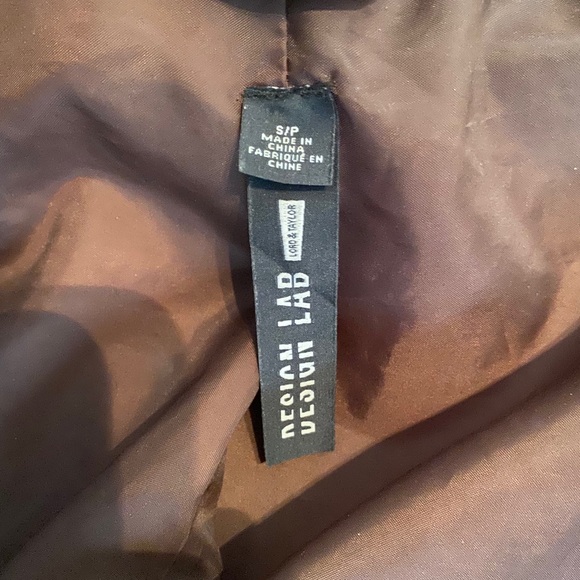 S/P
MADE IN
CHINA
FABRIQUÉ EN
CHINE
LORD & TAYLOR
DESIGN LAB